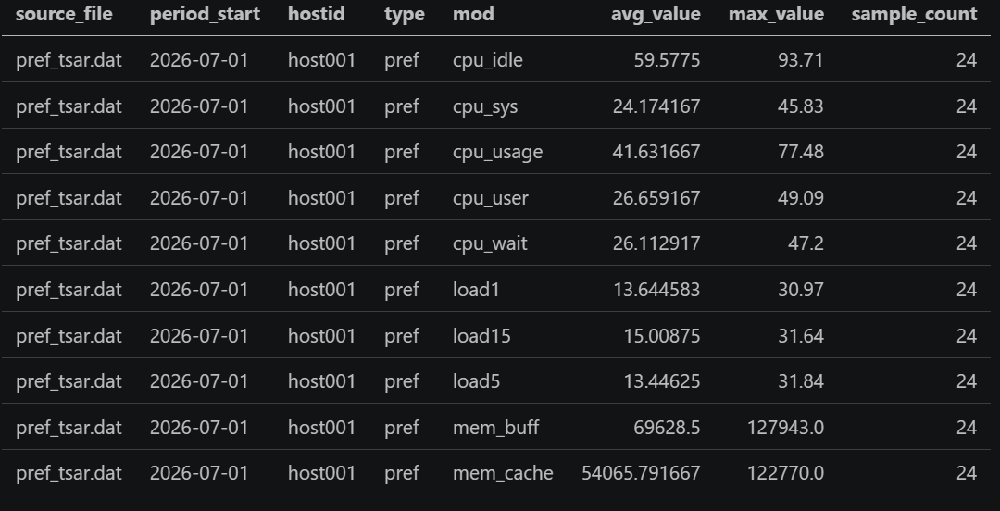 source_file period_start hostid type mod avg_value max_value sample_count
pref_tsar.dat 2026-07-01 host001 pref cpu_idle 59.5775 93.71 24
pref_tsar.dat 2026-07-01 host001 pref cpu_sys 24.174167 45.83 24
pref_tsar.dat 2026-07-01 host001 pref cpu_usage 41.631667 77.48 24
pref_tsar.dat 2026-07-01 host001 pref cpu_user 26.659167 49.09 24
pref_tsar.dat 2026-07-01 host001 pref cpu_wait 26.112917 47.2 24
pref_tsar.dat 2026-07-01 host001 pref load1 13.644583 30.97 24
pref_tsar.dat 2026-07-01 host001 pref load15 15.00875 31.64 24
pref_tsar.dat 2026-07-01 host001 pref load5 13.44625 31.84 24
pref_tsar.dat 2026-07-01 host001 pref mem_buff 69628.5 127943.0 24
pref_tsar.dat 2026-07-01 host001 pref mem_cache 54065.791667 122770.0 24